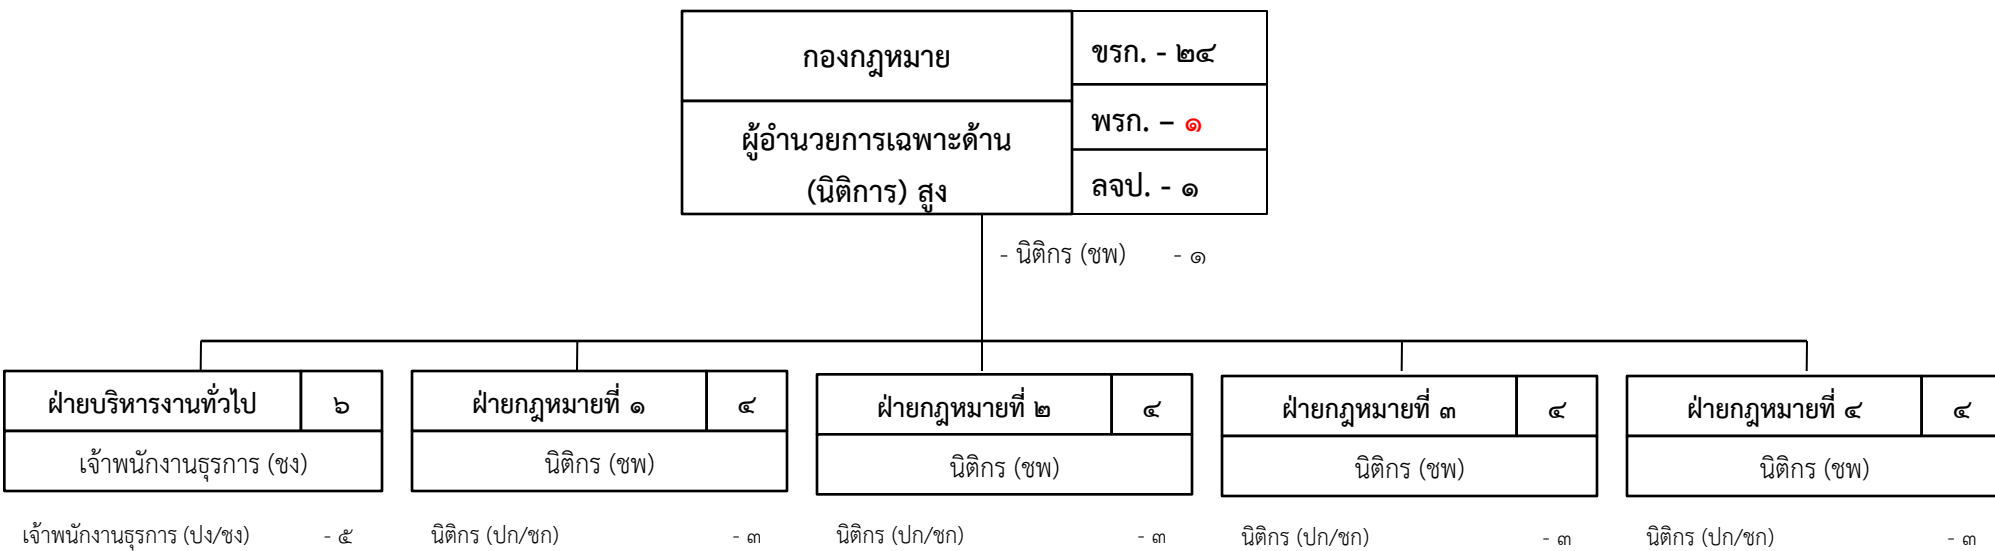 กองกฎหมาย
ขรก. - ๒๔
ผู้อำนวยการเฉพาะด้าน
(นิติการ) สูง
พรก. – ๑
ลจป. - ๑
- นิติกร (ชพ) - ๑
ฝ่ายบริหารงานทั่วไป ๖
เจ้าพนักงานธุรการ (ชง)
เจ้าพนักงานธุรการ (ปง/ชง) - ๕
ฝ่ายกฎหมายที่ ๑ ๔
นิติกร (ชพ)
นิติกร (ปก/ชก) - ๓
ฝ่ายกฎหมายที่ ๒ ๔
นิติกร (ชพ)
นิติกร (ปก/ชก) - ๓
ฝ่ายกฎหมายที่ ๓ ๔
นิติกร (ชพ)
นิติกร (ปก/ชก) - ๓
ฝ่ายกฎหมายที่ ๔ ๔
นิติกร (ชพ)
นิติกร (ปก/ชก) - ๓